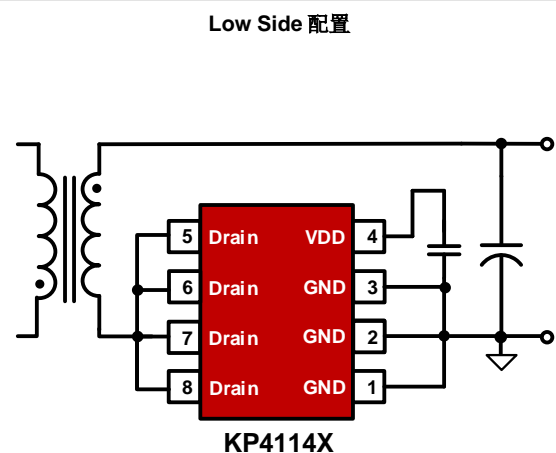 Low Side 配置
5 Drain VDD 4
6 Drain GND 3
7 Drain GND 2
8 Drain GND 1
KP4114X